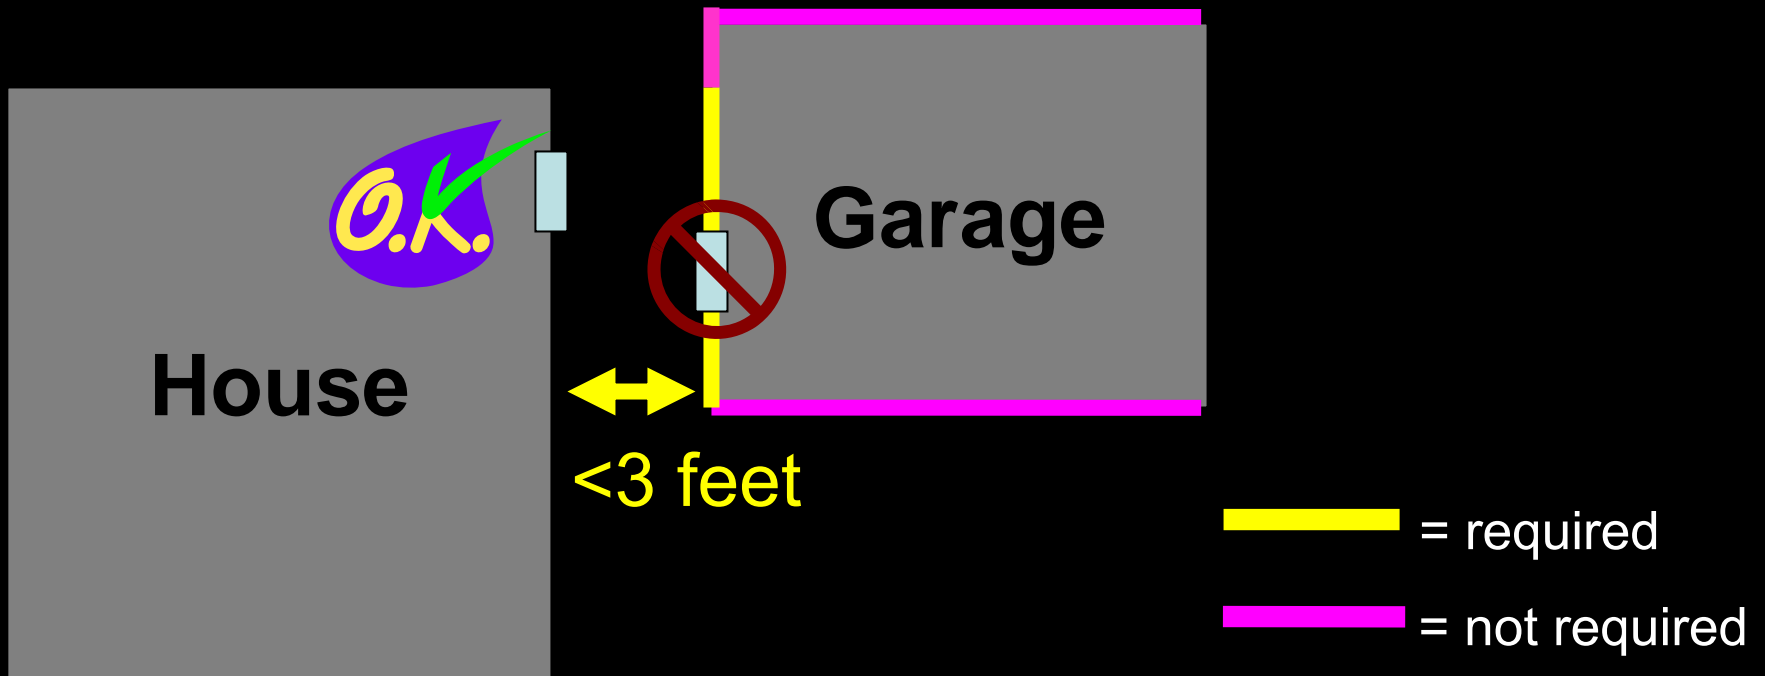 O.K.
Garage
House
<3 feet
= required
= not required